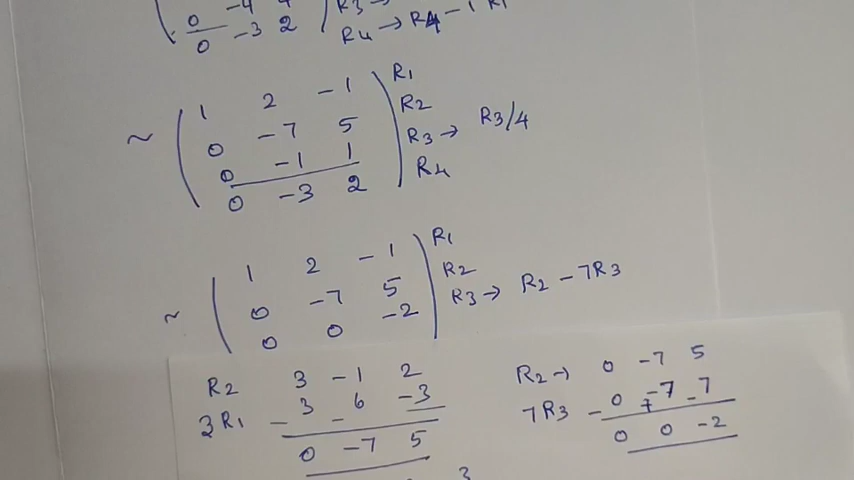 0 -4
0 -3 2 R4 → R4 - 1 R1
~ 1 2 -1 R1
0 -7 5 R2
0 -1 1 R3 → R3/4
0 -3 2 R4
~ 1 2 -1 R1
0 -7 5 R2
0 0 -2 R3 → R2 - 7R3
R2 3 -1 2
3R1 - 3 - 6 -3
0 -7 5
R2 → 0 -7 5
7R3 - 0 -7 -7
0 0 -2